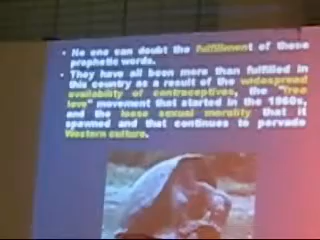 • No one can doubt the fulfillment of these
prophetic words.
• They have all been more than fulfilled in
this country as a result of the widespread
availability of contraceptives, the "free
love" movement that started in the 1960s,
and the loose sexual morality that it
spawned and that continues to pervade
Western culture.